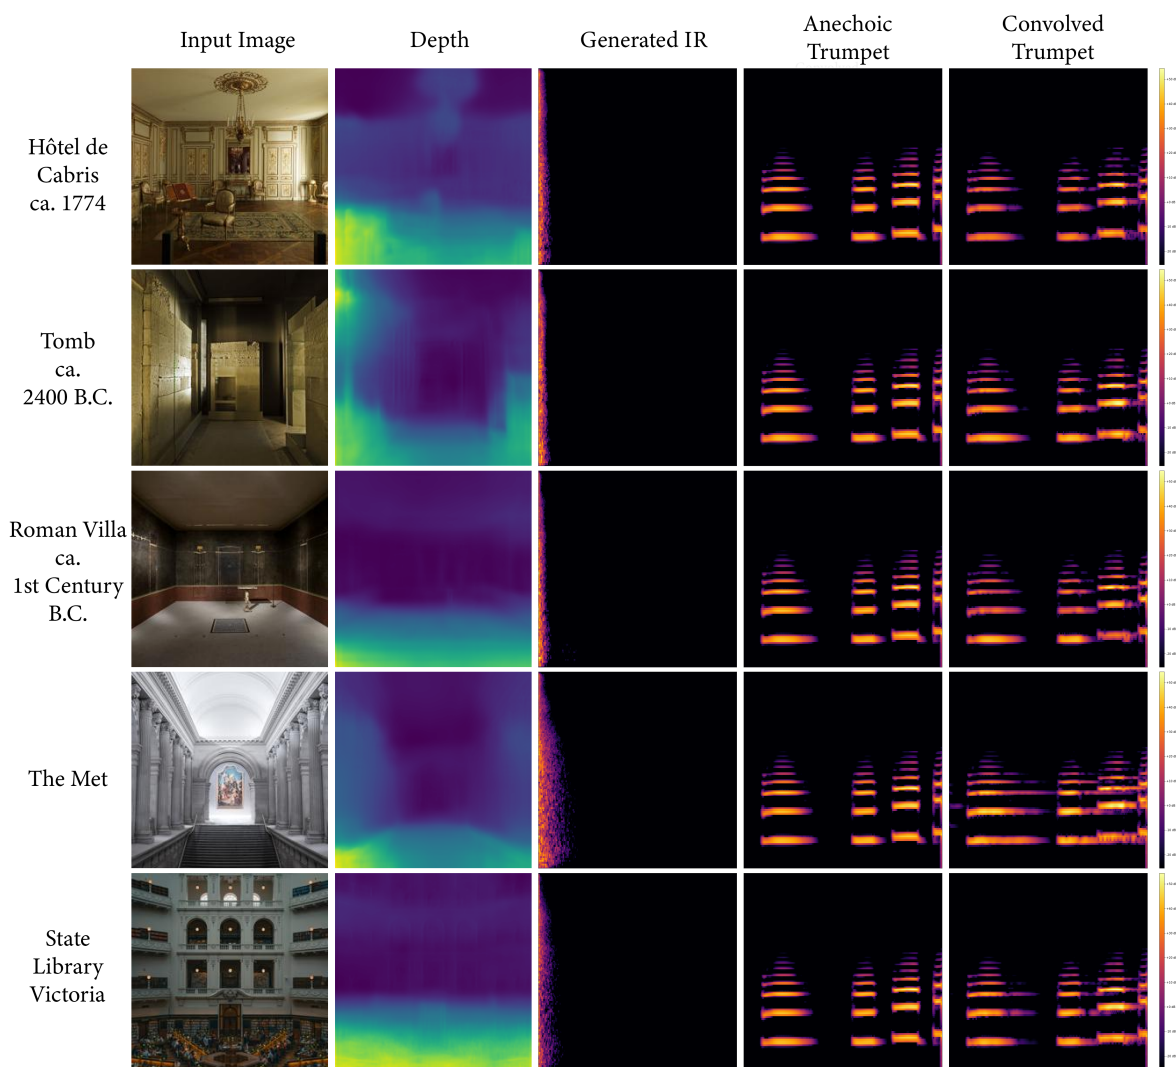 Input Image
Depth
Generated IR
Anechoic
Trumpet
Convolved
Trumpet
Hôtel de
Cabris
ca. 1774
Tomb
ca.
2400 B.C.
Roman Villa
ca.
1st Century
B.C.
The Met
State
Library
Victoria